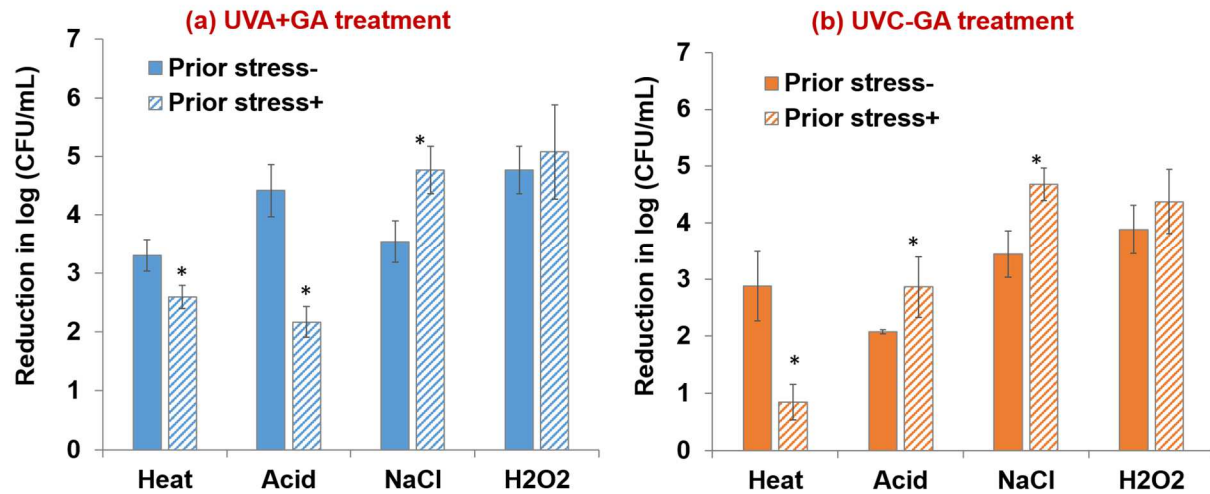 (a) UVA+GA treatment
Reduction in log (CFU/mL)
7
6
5
4
3
2
1
0
Prior stress-
Prior stress+
*
*
*
Heat Acid NaCl H2O2
(b) UVC-GA treatment
Reduction in log (CFU/mL)
7
6
5
4
3
2
1
0
Prior stress-
Prior stress+
*
*
*
Heat Acid NaCl H2O2